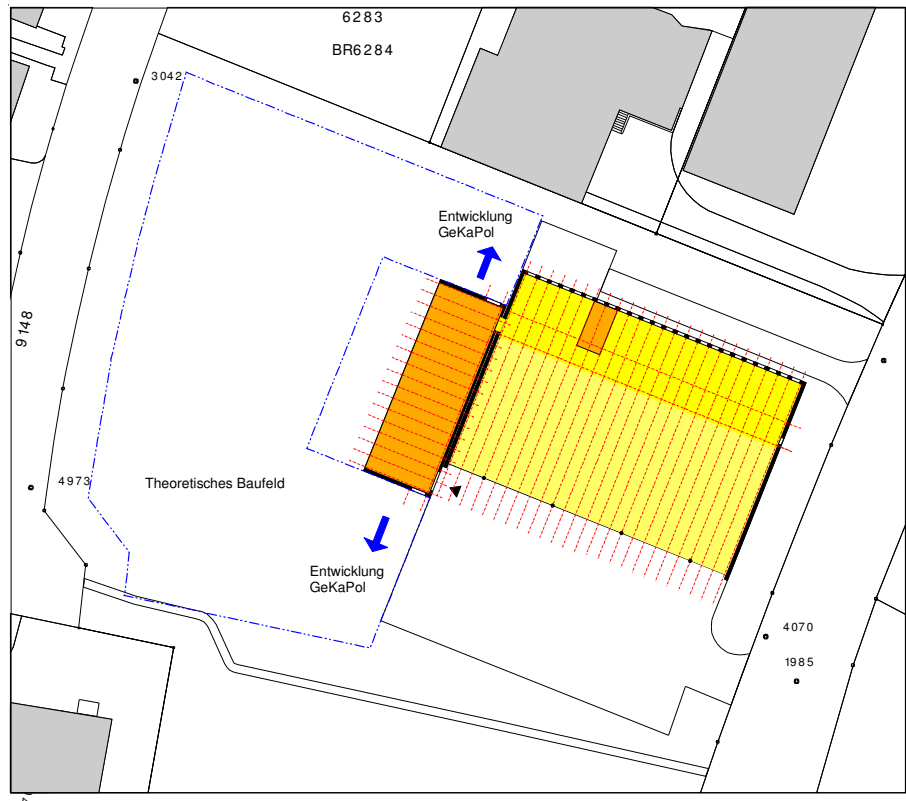 6283
BR6284
3042
Entwicklung
GeKaPol
9148
4973
Theoretisches Baufeld
Entwicklung
GeKaPol
4070
1985